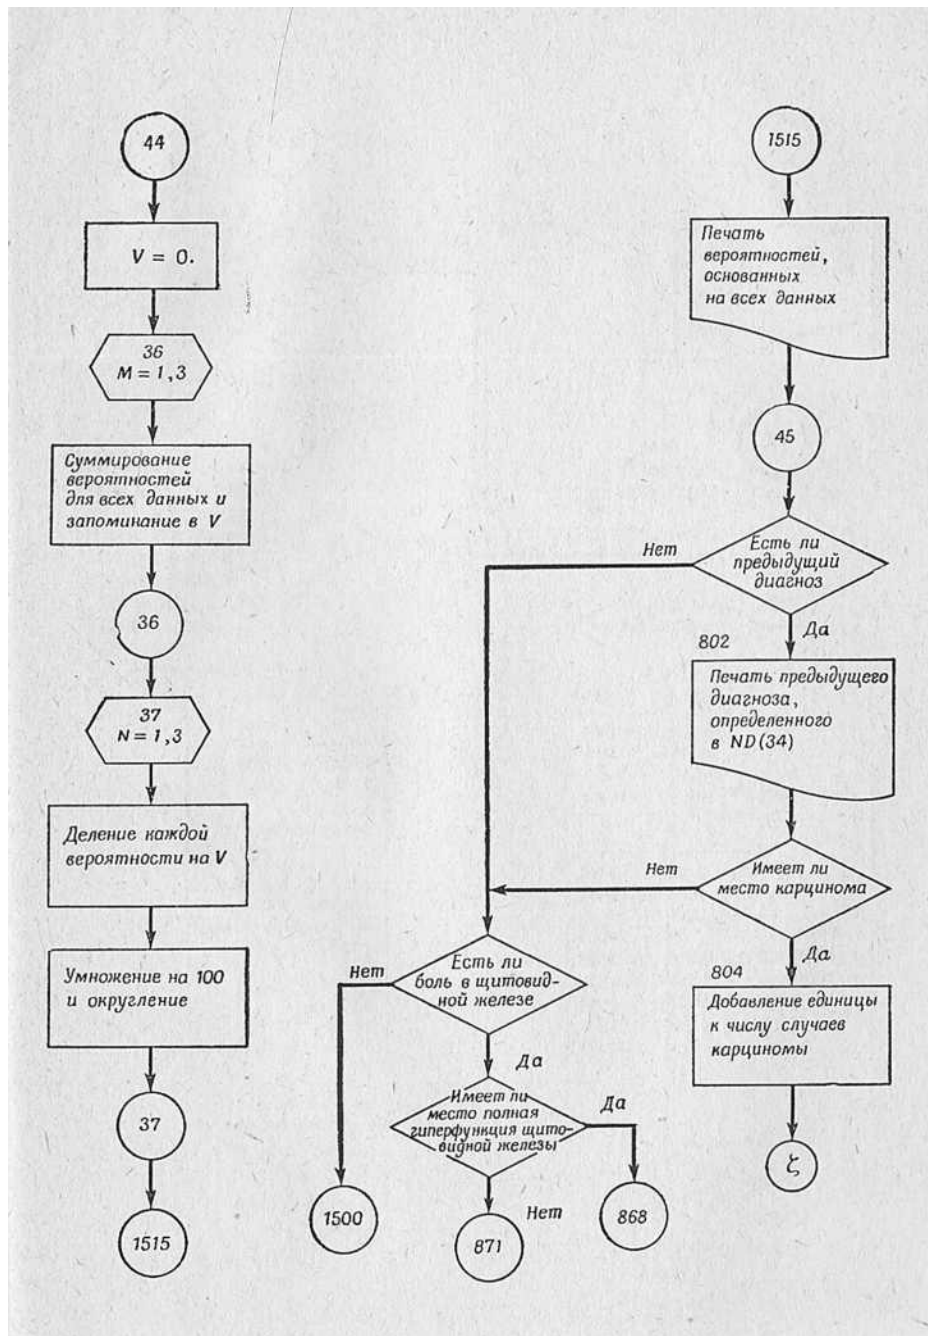 44
V = 0.
36
M = 1,3
Суммирование
вероятностей
для всех данных и
запоминание в V
36
37
N = 1,3
Деление каждой
вероятности на V
Умножение на 100
и округление
37
1515
1515
Печать
вероятностей,
основанных
на всех данных
45
Есть ли
предыдущий
диагноз
Нет
Да
802
Печать предыдущего
диагноза,
определенного
в ND(34)
Имеет ли
место карцинома
Нет
Да
804
Добавление единицы
к числу случаев
карциномы
ζ
Есть ли
боль в щитовид-
ной железе
Нет
Да
Имеет ли
место полная
гиперфункция щито-
видной железы
Да
Нет
1500
871
868